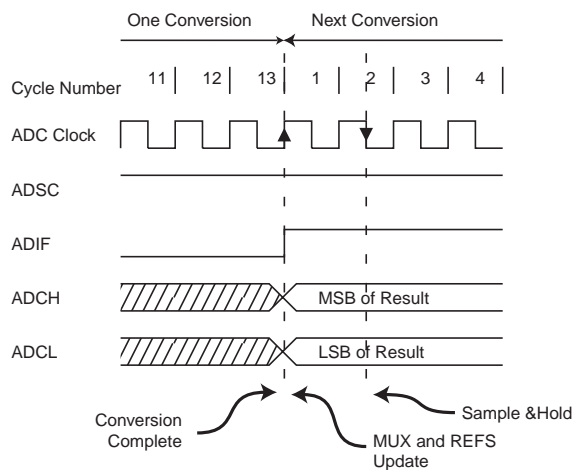 One Conversion
Next Conversion
Cycle Number
11
12
13
1
2
3
4
ADC Clock
ADSC
ADIF
ADCH
MSB of Result
ADCL
LSB of Result
Conversion
Complete
MUX and REFS
Update
Sample &Hold